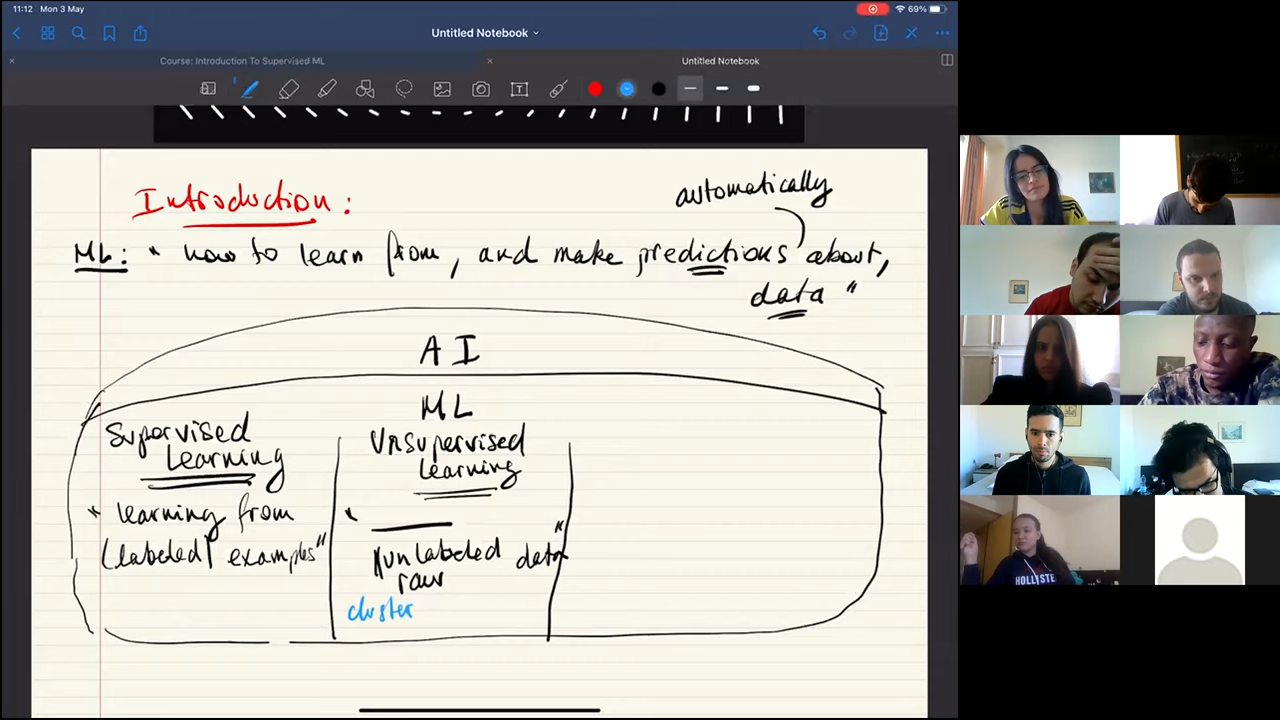 11:12 Mon 3 May
69%
Untitled Notebook
Course: Introduction To Supervised ML
Untitled Notebook
Introduction:
automatically
ML: " how to learn from, and make predictions about,
data "
AI
ML
Supervised
Learning
Unsupervised
Learning
" learning from
(labeled) examples"
"
"
unlabeled data
raw
cluster
HOLLISTER